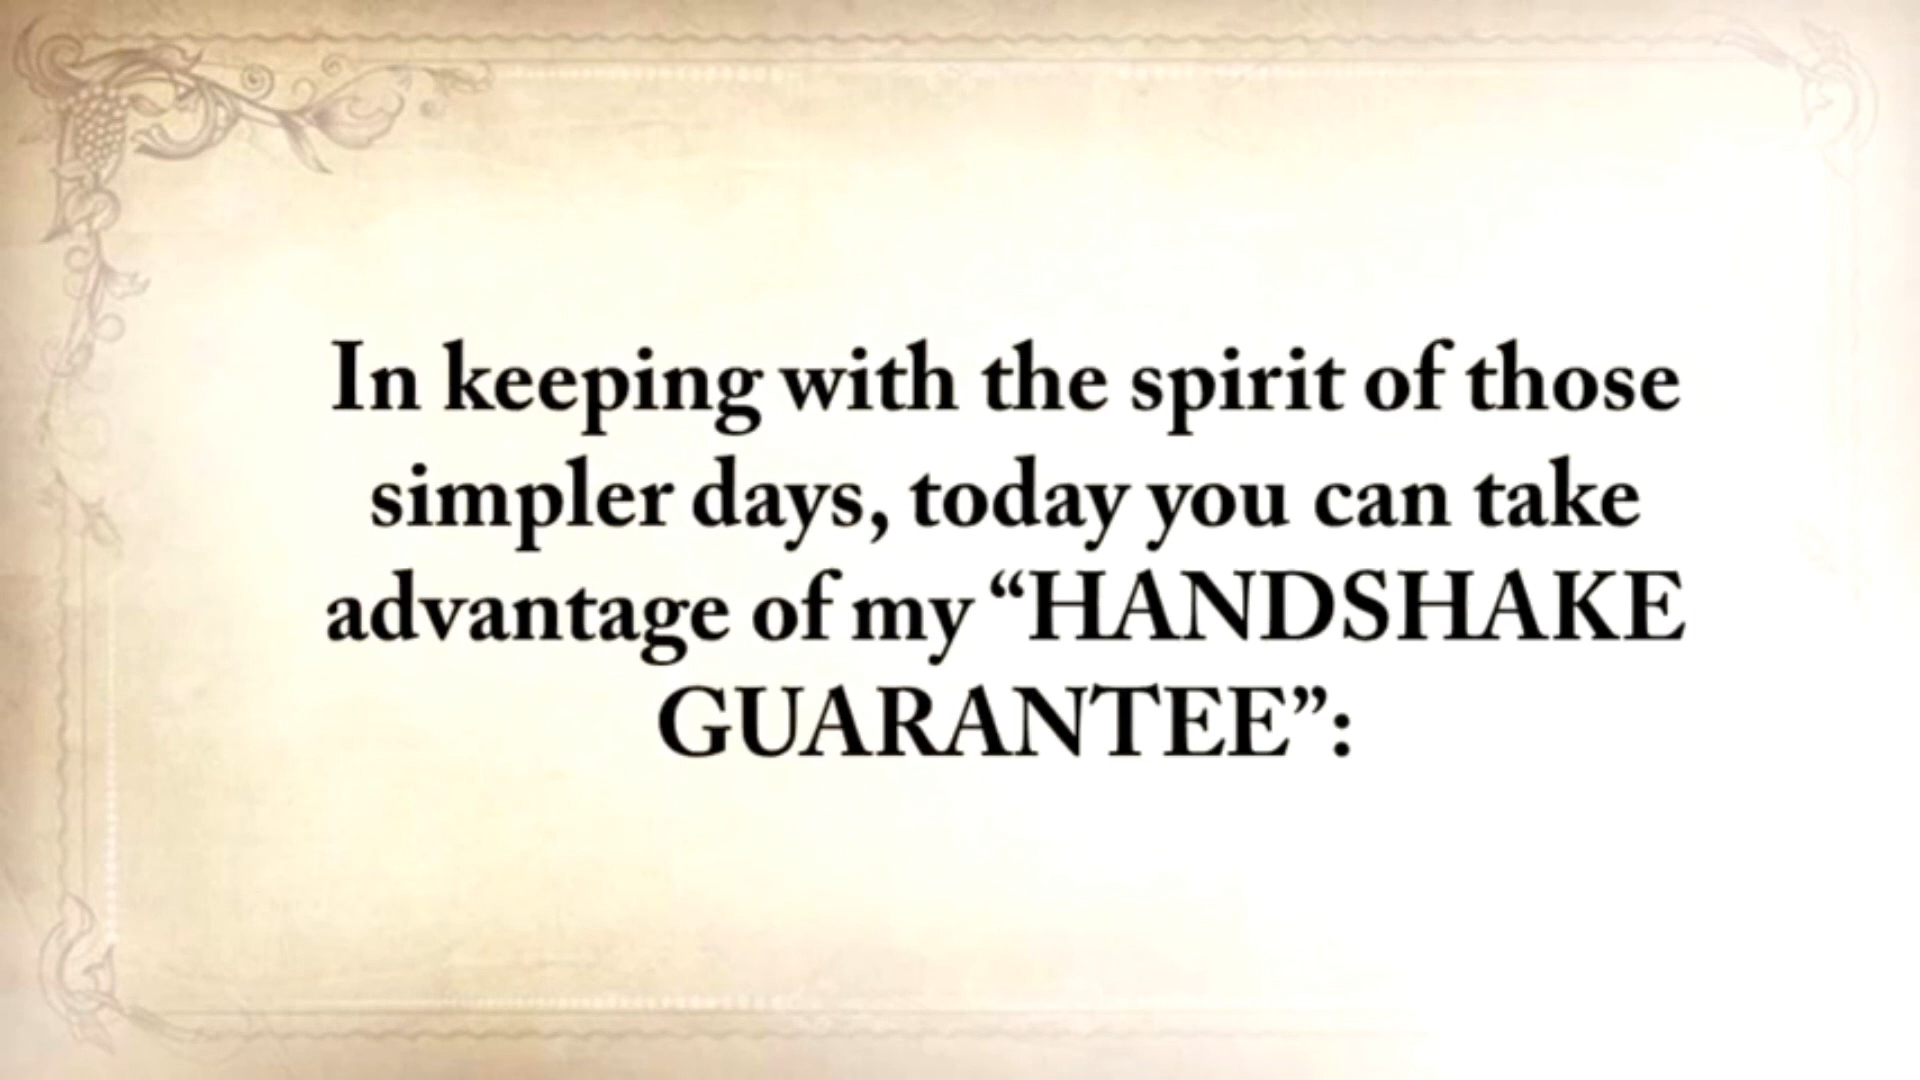 In keeping with the spirit of those
simpler days, today you can take
advantage of my “HANDSHAKE
GUARANTEE”: